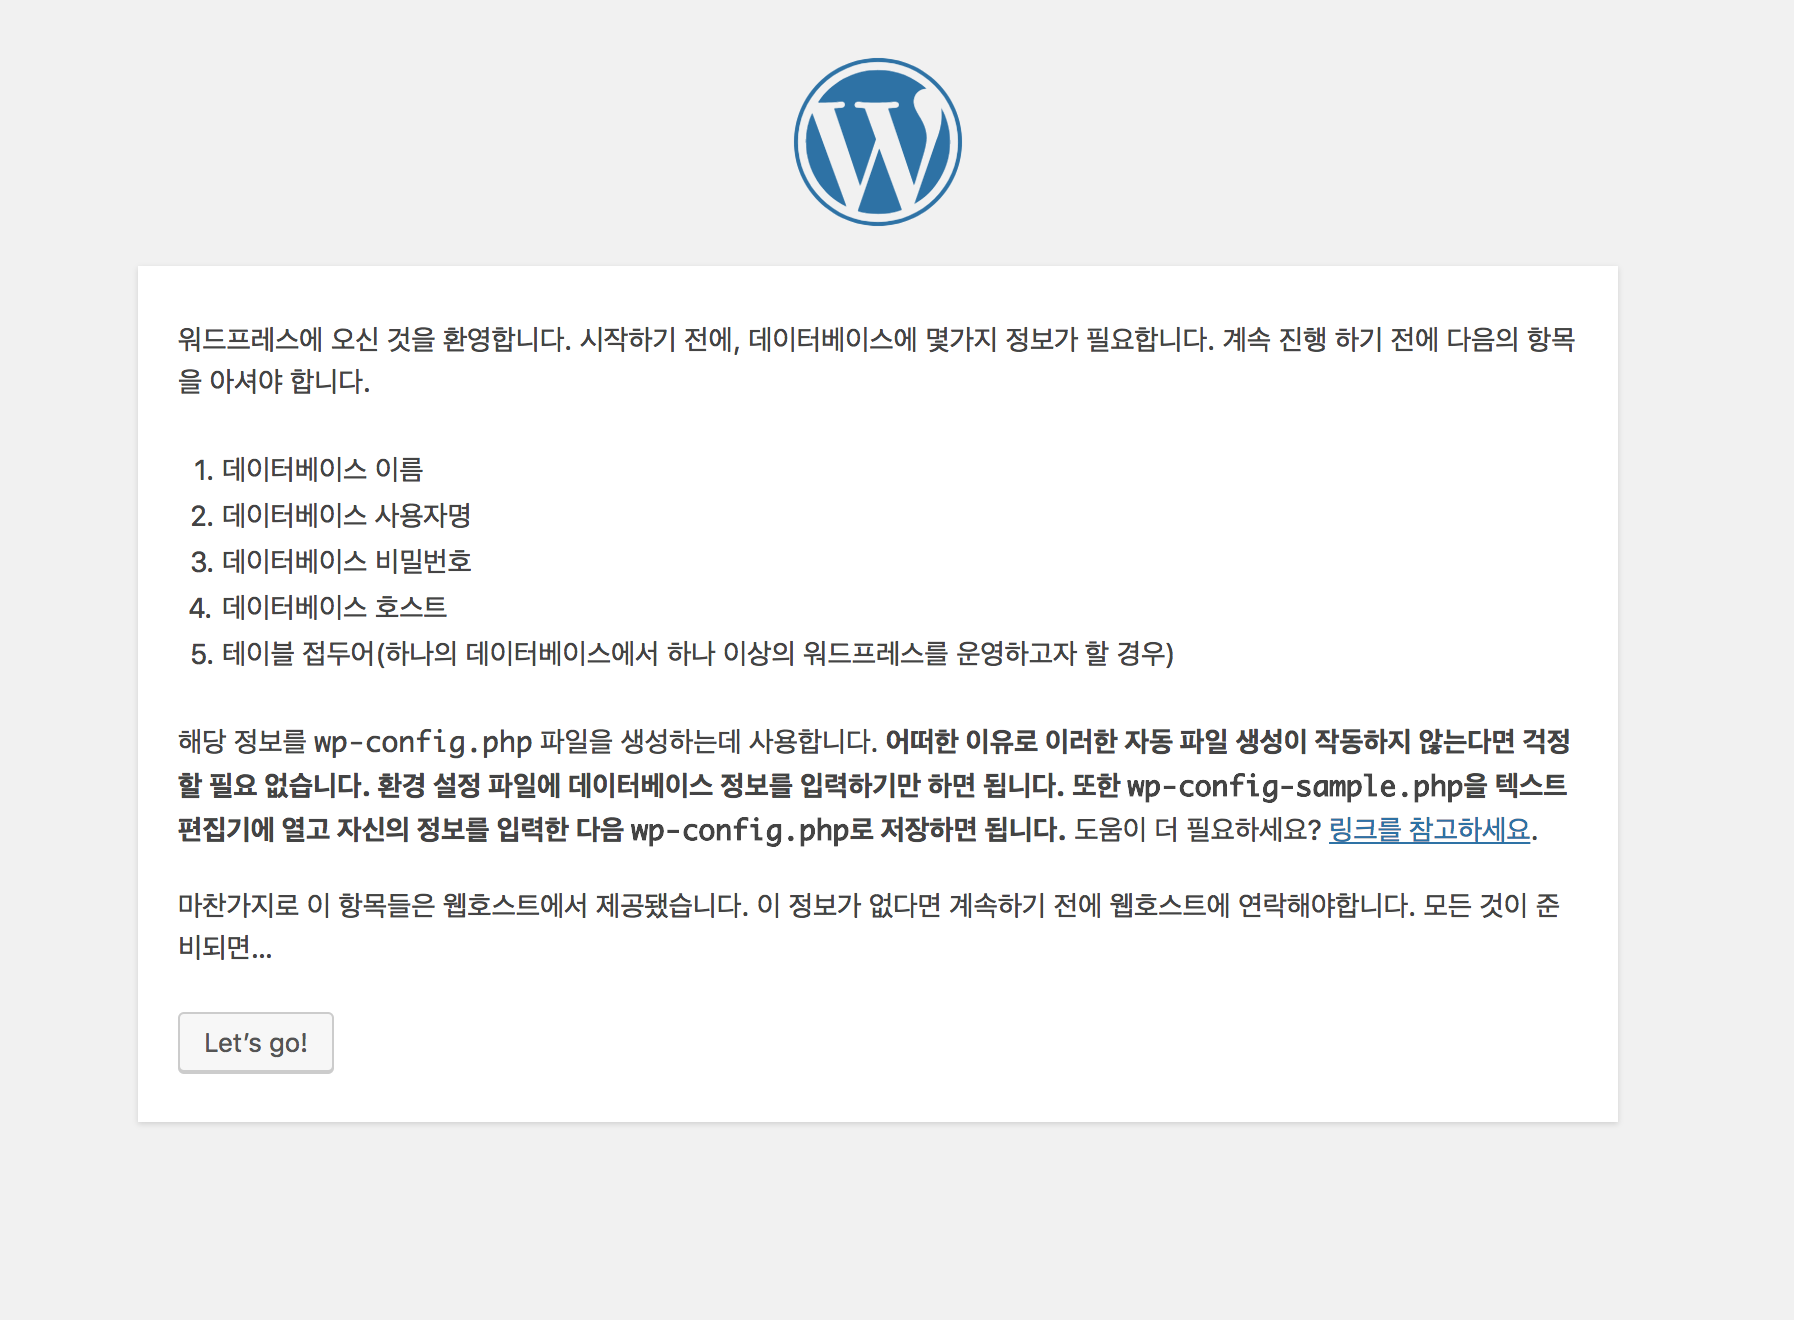 워드프레스에 오신 것을 환영합니다. 시작하기 전에, 데이터베이스에 몇가지 정보가 필요합니다. 계속 진행 하기 전에 다음의 항목
을 아셔야 합니다.
1. 데이터베이스 이름
2. 데이터베이스 사용자명
3. 데이터베이스 비밀번호
4. 데이터베이스 호스트
5. 테이블 접두어(하나의 데이터베이스에서 하나 이상의 워드프레스를 운영하고자 할 경우)
해당 정보를 wp-config.php 파일을 생성하는데 사용합니다. 어떠한 이유로 이러한 자동 파일 생성이 작동하지 않는다면 걱정
할 필요 없습니다. 환경 설정 파일에 데이터베이스 정보를 입력하기만 하면 됩니다. 또한 wp-config-sample.php을 텍스트
편집기에 열고 자신의 정보를 입력한 다음 wp-config.php로 저장하면 됩니다. 도움이 더 필요하세요? 링크를 참고하세요.
마찬가지로 이 항목들은 웹호스트에서 제공됐습니다. 이 정보가 없다면 계속하기 전에 웹호스트에 연락해야합니다. 모든 것이 준
비되면...
Let’s go!